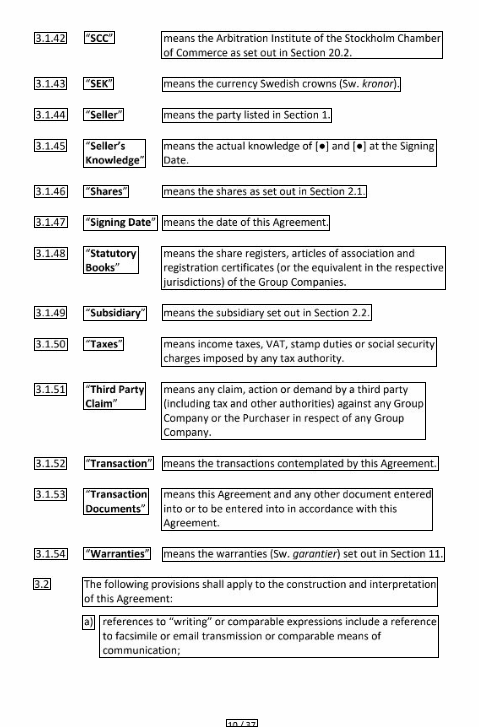 3.1.42 "SCC" means the Arbitration Institute of the Stockholm Chamber
of Commerce as set out in Section 20.2.
3.1.43 "SEK" means the currency Swedish crowns (Sw. kronor).
3.1.44 "Seller" means the party listed in Section 1.
3.1.45 "Seller's means the actual knowledge of [●] and [●] at the Signing
Knowledge" Date.
3.1.46 "Shares" means the shares as set out in Section 2.1.
3.1.47 "Signing Date" means the date of this Agreement.
3.1.48 "Statutory means the share registers, articles of association and
Books" registration certificates (or the equivalent in the respective
jurisdictions) of the Group Companies.
3.1.49 "Subsidiary" means the subsidiary set out in Section 2.2.
3.1.50 "Taxes" means income taxes, VAT, stamp duties or social security
charges imposed by any tax authority.
3.1.51 "Third Party means any claim, action or demand by a third party
Claim" (including tax and other authorities) against any Group
Company or the Purchaser in respect of any Group
Company.
3.1.52 "Transaction" means the transactions contemplated by this Agreement.
3.1.53 "Transaction means this Agreement and any other document entered
Documents" into or to be entered into in accordance with this
Agreement.
3.1.54 "Warranties" means the warranties (Sw. garantier) set out in Section 11.
3.2 The following provisions shall apply to the construction and interpretation
of this Agreement:
a) references to "writing" or comparable expressions include a reference
to facsimile or email transmission or comparable means of
communication;
10 / 37